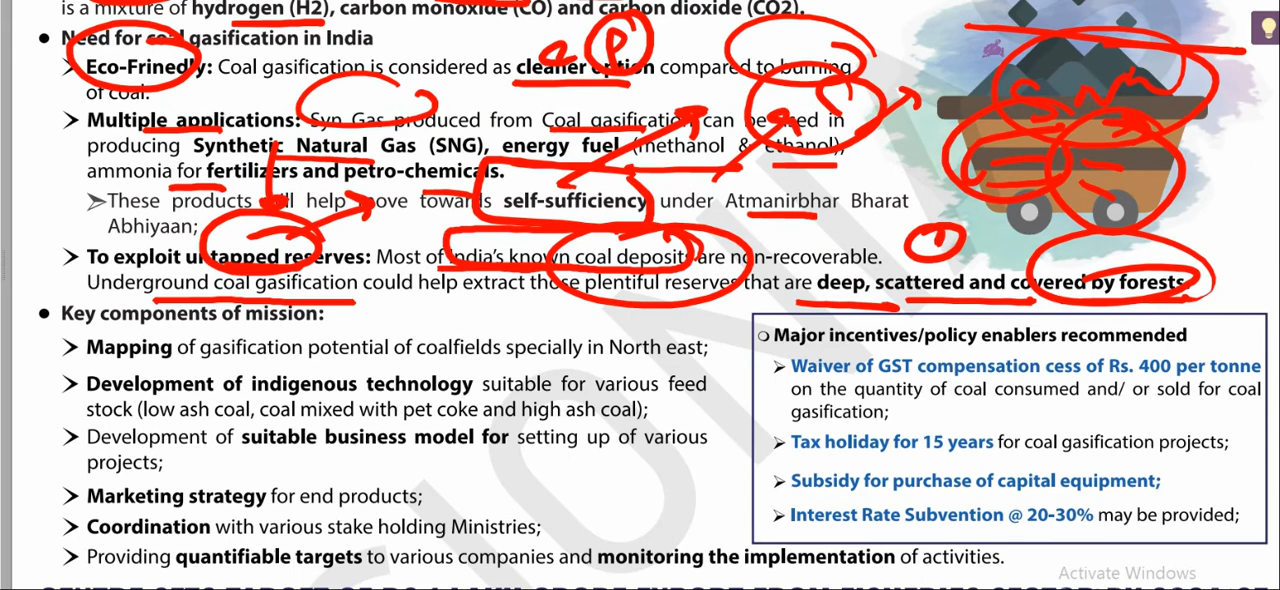 is a mixture of hydrogen (H2), carbon monoxide (CO) and carbon dioxide (CO2).
● Need for coal gasification in India
➤ Eco-Frinedly: Coal gasification is considered as cleaner option compared to burning
of coal.
➤ Multiple applications: Syn Gas produced from Coal gasification can be used in
producing Synthetic Natural Gas (SNG), energy fuel (methanol & ethanol),
ammonia for fertilizers and petro-chemicals.
➤These products will help move towards self-sufficiency under Atmanirbhar Bharat
Abhiyaan;
➤ To exploit untapped reserves: Most of India's known coal deposits are non-recoverable.
Underground coal gasification could help extract those plentiful reserves that are deep, scattered and covered by forests.
● Key components of mission:
➤ Mapping of gasification potential of coalfields specially in North east;
➤ Development of indigenous technology suitable for various feed
stock (low ash coal, coal mixed with pet coke and high ash coal);
➤ Development of suitable business model for setting up of various
projects;
➤ Marketing strategy for end products;
➤ Coordination with various stake holding Ministries;
➤ Providing quantifiable targets to various companies and monitoring the implementation of activities.
○ Major incentives/policy enablers recommended
➤ Waiver of GST compensation cess of Rs. 400 per tonne
on the quantity of coal consumed and/ or sold for coal
gasification;
➤ Tax holiday for 15 years for coal gasification projects;
➤ Subsidy for purchase of capital equipment;
➤ Interest Rate Subvention @ 20-30% may be provided;
Activate Windows